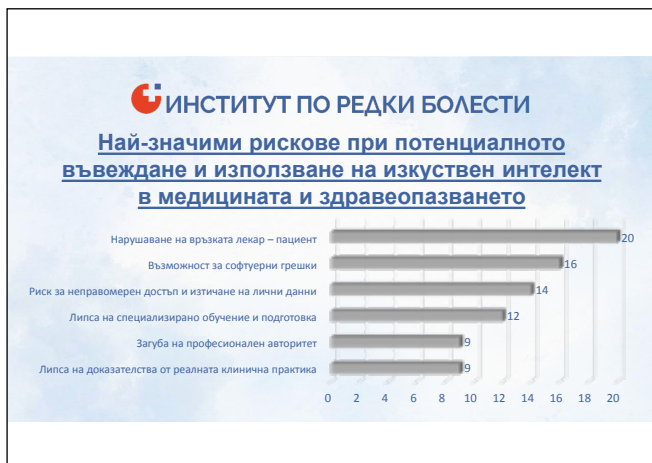 ИНСТИТУТ ПО РЕДКИ БОЛЕСТИ
Най-значими рискове при потенциалното
въвеждане и използване на изкуствен интелект
в медицината и здравеопазването
Нарушаване на връзката лекар – пациент
20
Възможност за софтуерни грешки
16
Риск за неправомерен достъп и изтичане на лични данни
14
Липса на специализирано обучение и подготовка
12
Загуба на професионален авторитет
9
Липса на доказателства от реалната клинична практика
9
0 2 4 6 8 10 12 14 16 18 20